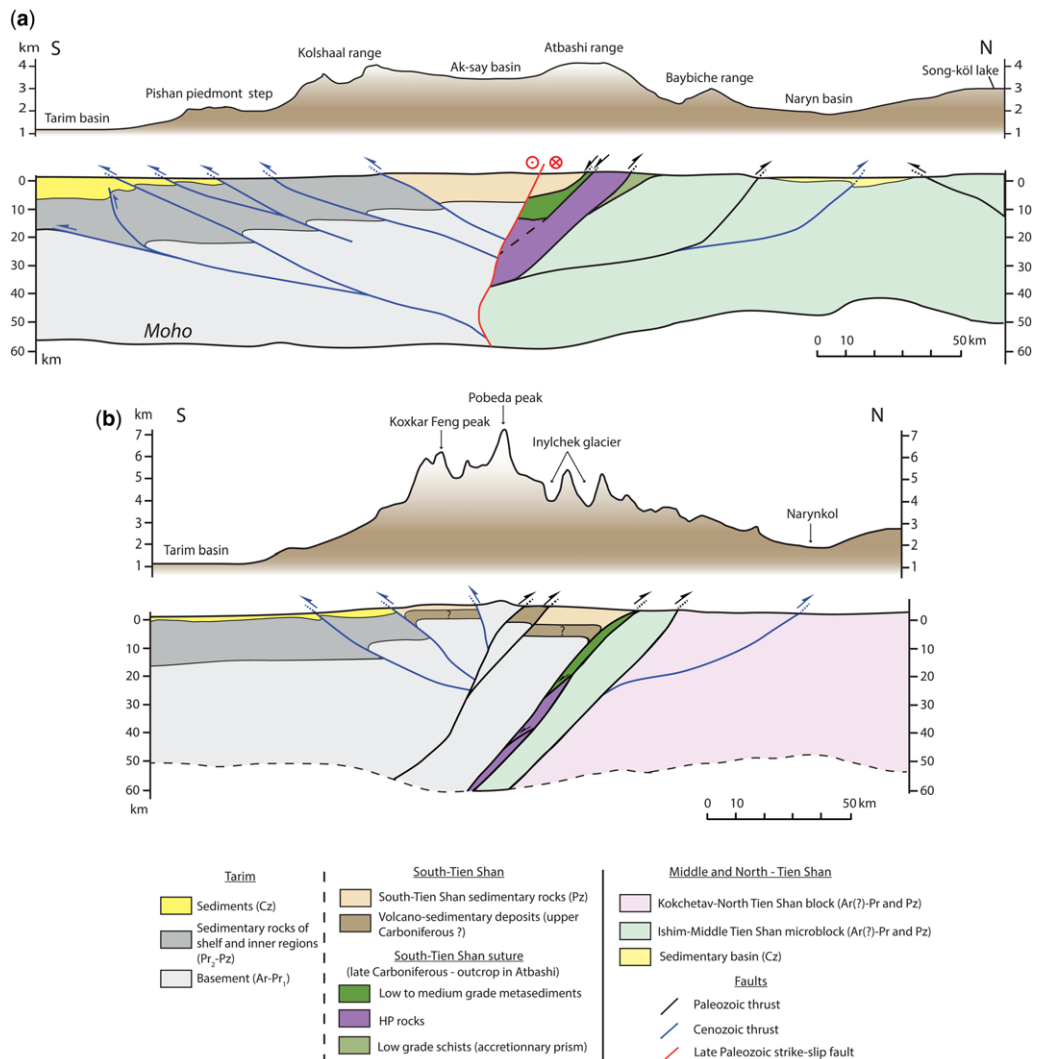 (a)
km S N
Kolshaal range
Ak-say basin
Atbashi range
Baybiche range
Song-köl lake
Pishan piedmont step
Naryn basin
Tarim basin
4
3
2
1
4
3
2
1
0
10
20
30
40
50
60
km
0
10
20
30
40
50
60
Moho
0 10 50 km
(b)
km S N
Pobeda peak
Koxkar Feng peak
Inylchek glacier
Narynkol
Tarim basin
7
6
5
4
3
2
1
7
6
5
4
3
2
1
0
10
20
30
40
50
60
km
0
10
20
30
40
50
60
?
?
0 10 50 km
Tarim
Sediments (Cz)
Sedimentary rocks of
shelf and inner regions
(Pr2-Pz)
Basement (Ar-Pr1)
South-Tien Shan
South-Tien Shan sedimentary rocks (Pz)
Volcano-sedimentary deposits (upper
Carboniferous ?)
South-Tien Shan suture
(late Carboniferous - outcrop in Atbashi)
Low to medium grade metasediments
HP rocks
Low grade schists (accretionnary prism)
Middle and North - Tien Shan
Kokchetav-North Tien Shan block (Ar(?)-Pr and Pz)
Ishim-Middle Tien Shan microblock (Ar(?)-Pr and Pz)
Sedimentary basin (Cz)
Faults
Paleozoic thrust
Cenozoic thrust
Late Paleozoic strike-slip fault